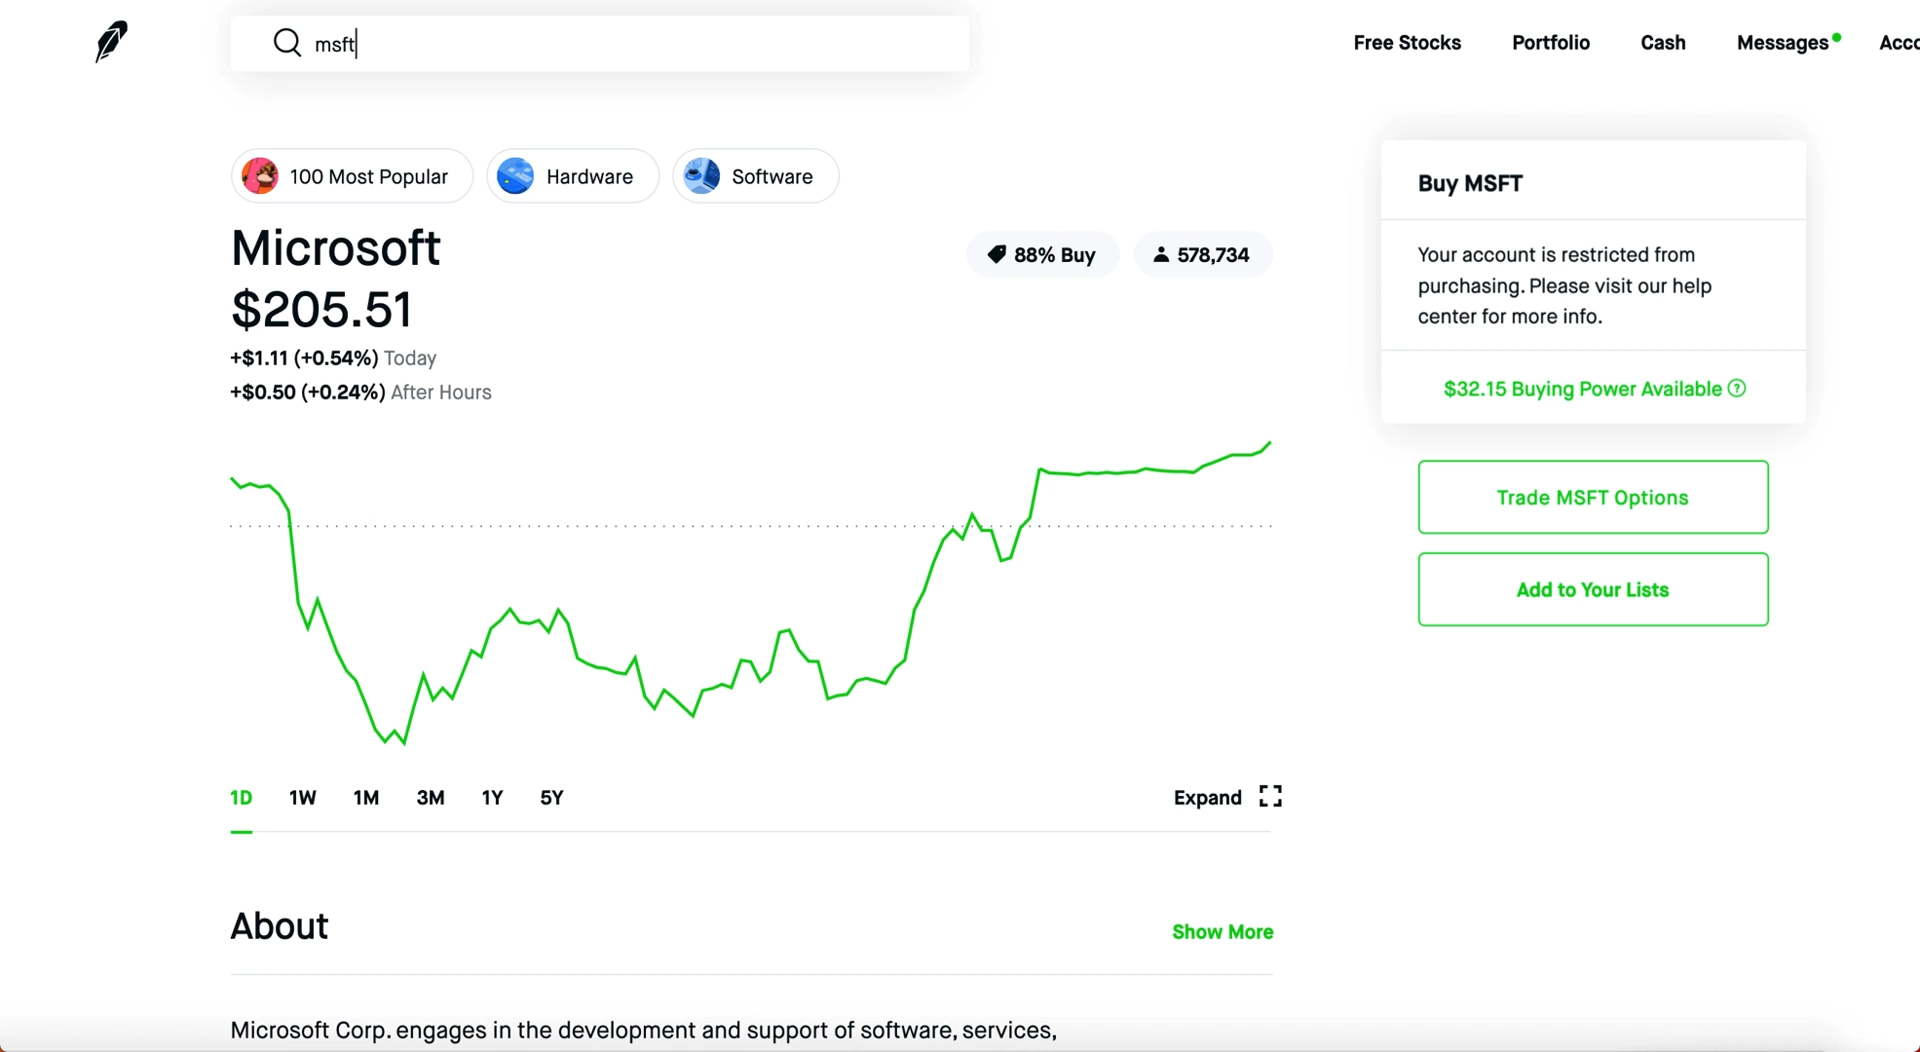 msft
Free Stocks
Portfolio
Cash
Messages
Acco
100 Most Popular
Hardware
Software
Microsoft
$205.51
+$1.11 (+0.54%) Today
+$0.50 (+0.24%) After Hours
88% Buy
578,734
Buy MSFT
Your account is restricted from
purchasing. Please visit our help
center for more info.
$32.15 Buying Power Available ?
Trade MSFT Options
Add to Your Lists
1D
1W
1M
3M
1Y
5Y
Expand
About
Show More
Microsoft Corp. engages in the development and support of software, services,